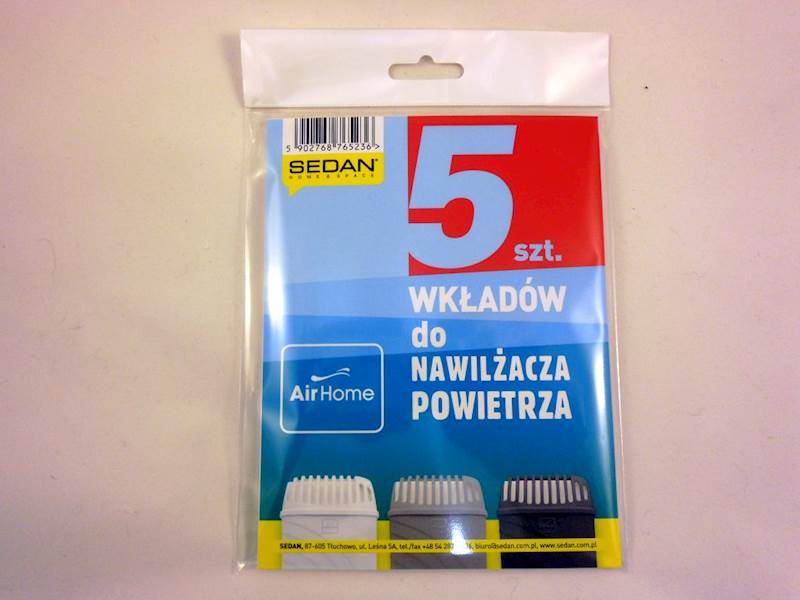 5 902768 765236 >
SEDAN
HOME & SPACE
5
szt.
WKŁADÓW
do
NAWILŻACZA
POWIETRZA
AirHome
SEDAN, 87-605 Tłuchowo, ul. Leśna 5A, tel./fax +48 54 biuro@sedan.com.pl, www.sedan.com.pl